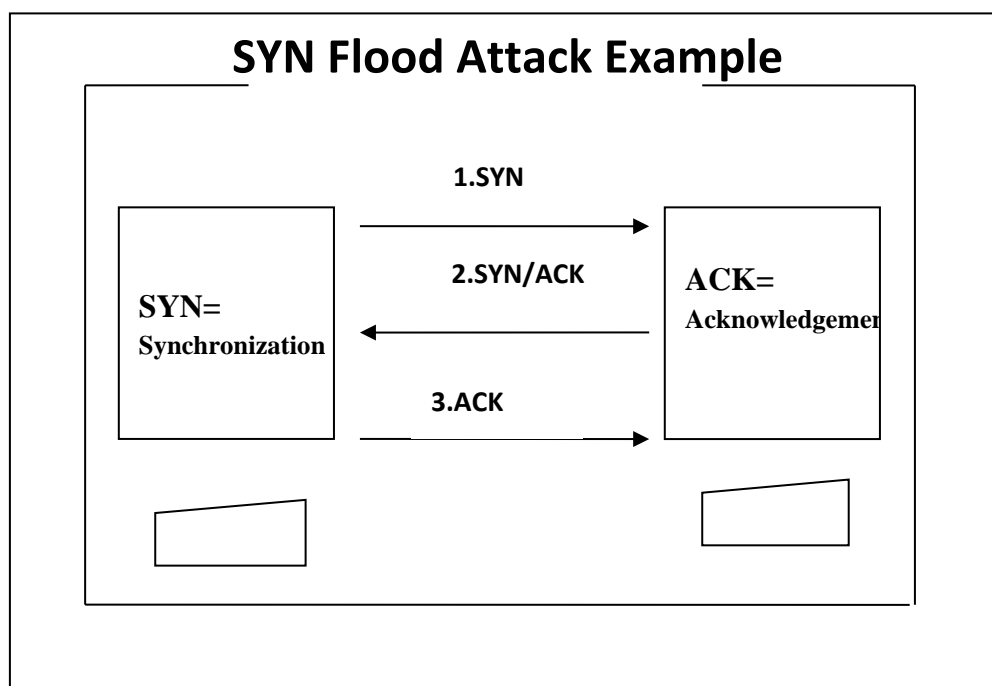 SYN Flood Attack Example
1.SYN
2.SYN/ACK
SYN=
Synchronization
ACK=
Acknowledgemer
3.ACK